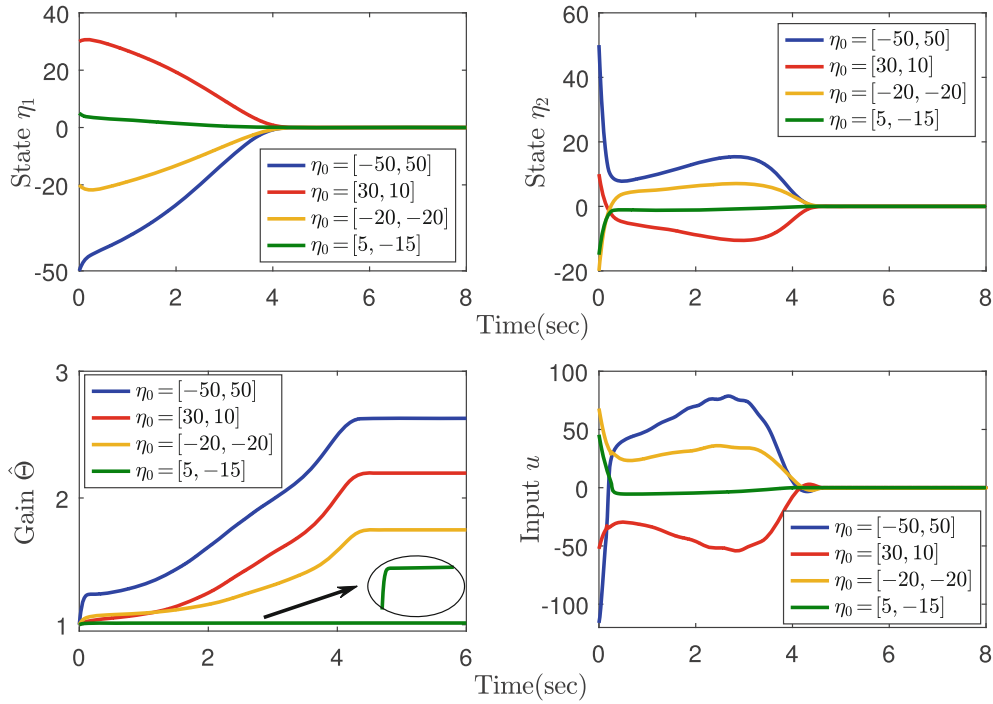 40
20
0
-20
-50
0 2 4 6 8
State η₁
η₀ = [−50, 50]
η₀ = [30, 10]
η₀ = [−20, −20]
η₀ = [5, −15]
60
40
20
0
-20
0 2 4 6 8
State η₂
η₀ = [−50, 50]
η₀ = [30, 10]
η₀ = [−20, −20]
η₀ = [5, −15]
Time(sec)
3
2
1
0 2 4 6
Gain Θ̂
η₀ = [−50, 50]
η₀ = [30, 10]
η₀ = [−20, −20]
η₀ = [5, −15]
100
50
0
-50
-100
0 2 4 6 8
Input u
η₀ = [−50, 50]
η₀ = [30, 10]
η₀ = [−20, −20]
η₀ = [5, −15]
Time(sec)